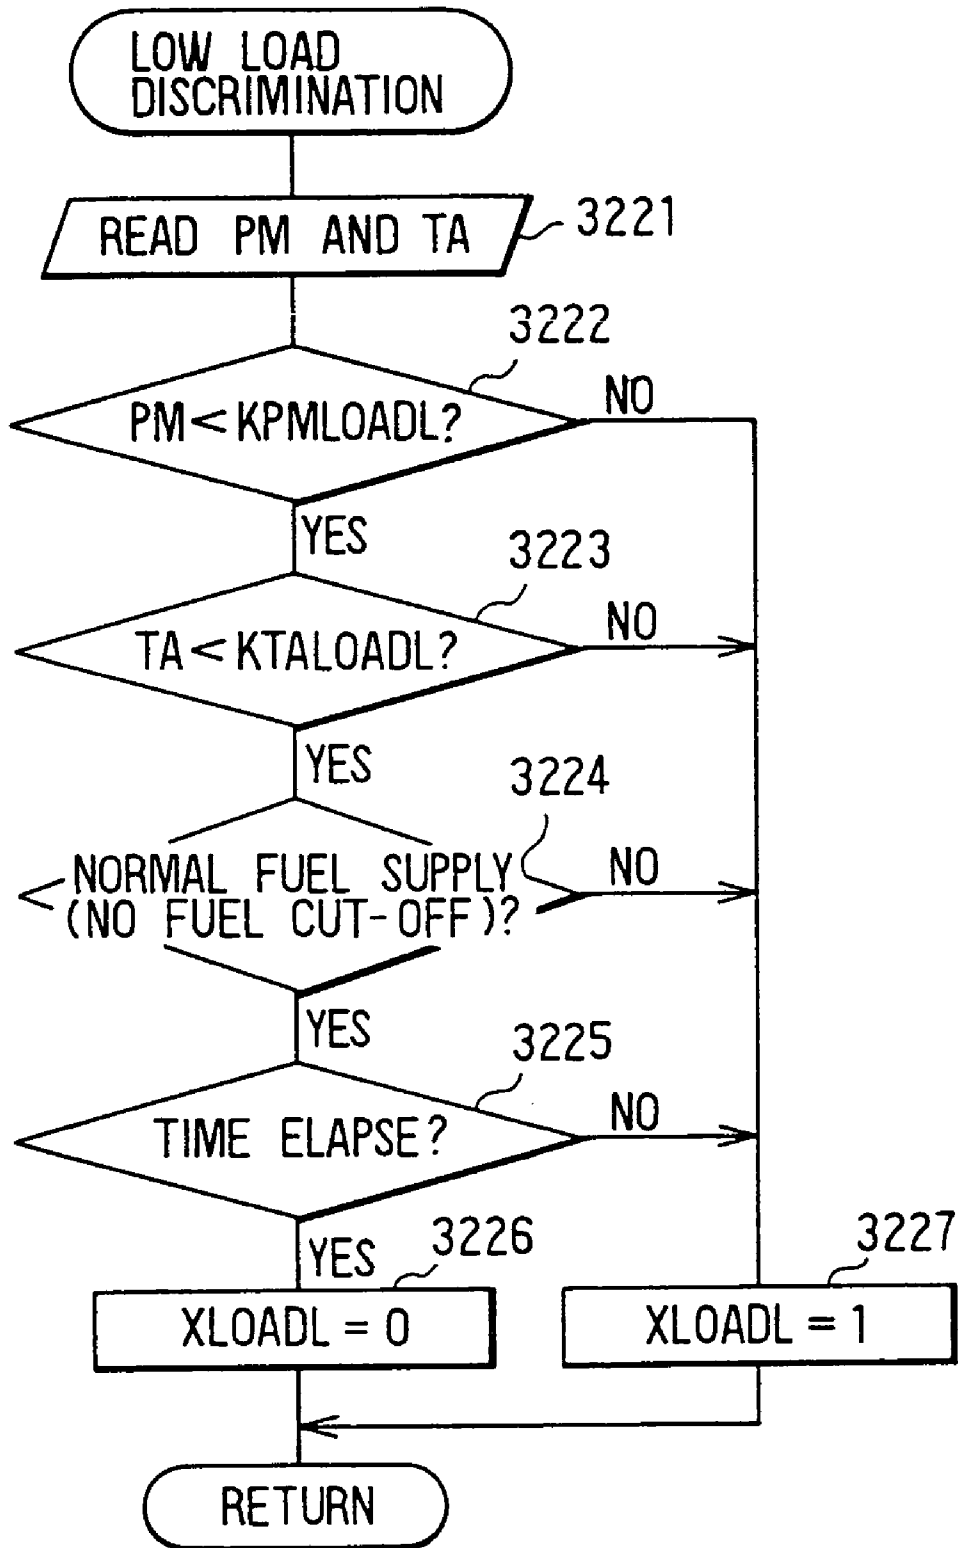 LOW LOAD
DISCRIMINATION
READ PM AND TA
3221
3222
PM<KPMLOADL?
NO
YES
3223
TA<KTALOADL?
NO
YES
3224
NORMAL FUEL SUPPLY
(NO FUEL CUT-OFF)?
NO
YES
3225
TIME ELAPSE?
NO
YES
3226
XLOADL = 0
3227
XLOADL = 1
RETURN